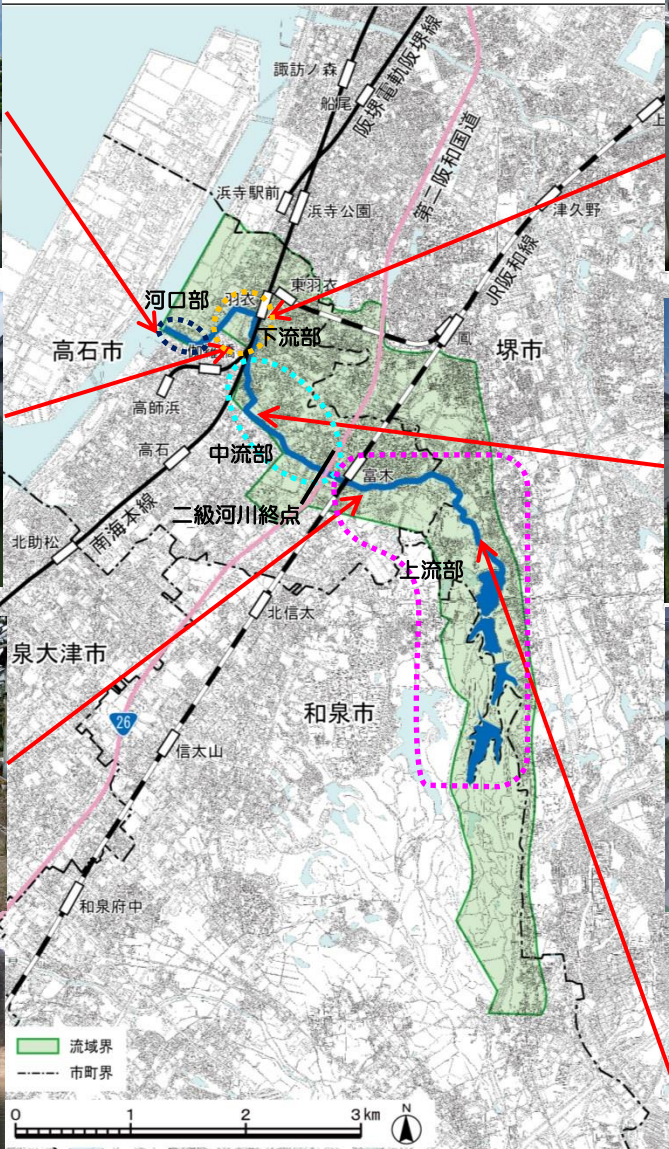 諏訪ノ森
船尾
阪堺電軌阪堺線
第二阪和国道
上
浜寺駅前
浜寺公園
津久野
JR阪和線
東羽衣
羽衣
河口部
下流部
鳳
高石市
堺市
高師浜
中流部
高石
富木
二級河川終点
南海本線
北助松
上流部
北信太
泉大津市
和泉市
26
信太山
和泉府中
流域界
市町界
0 1 2 3km
N